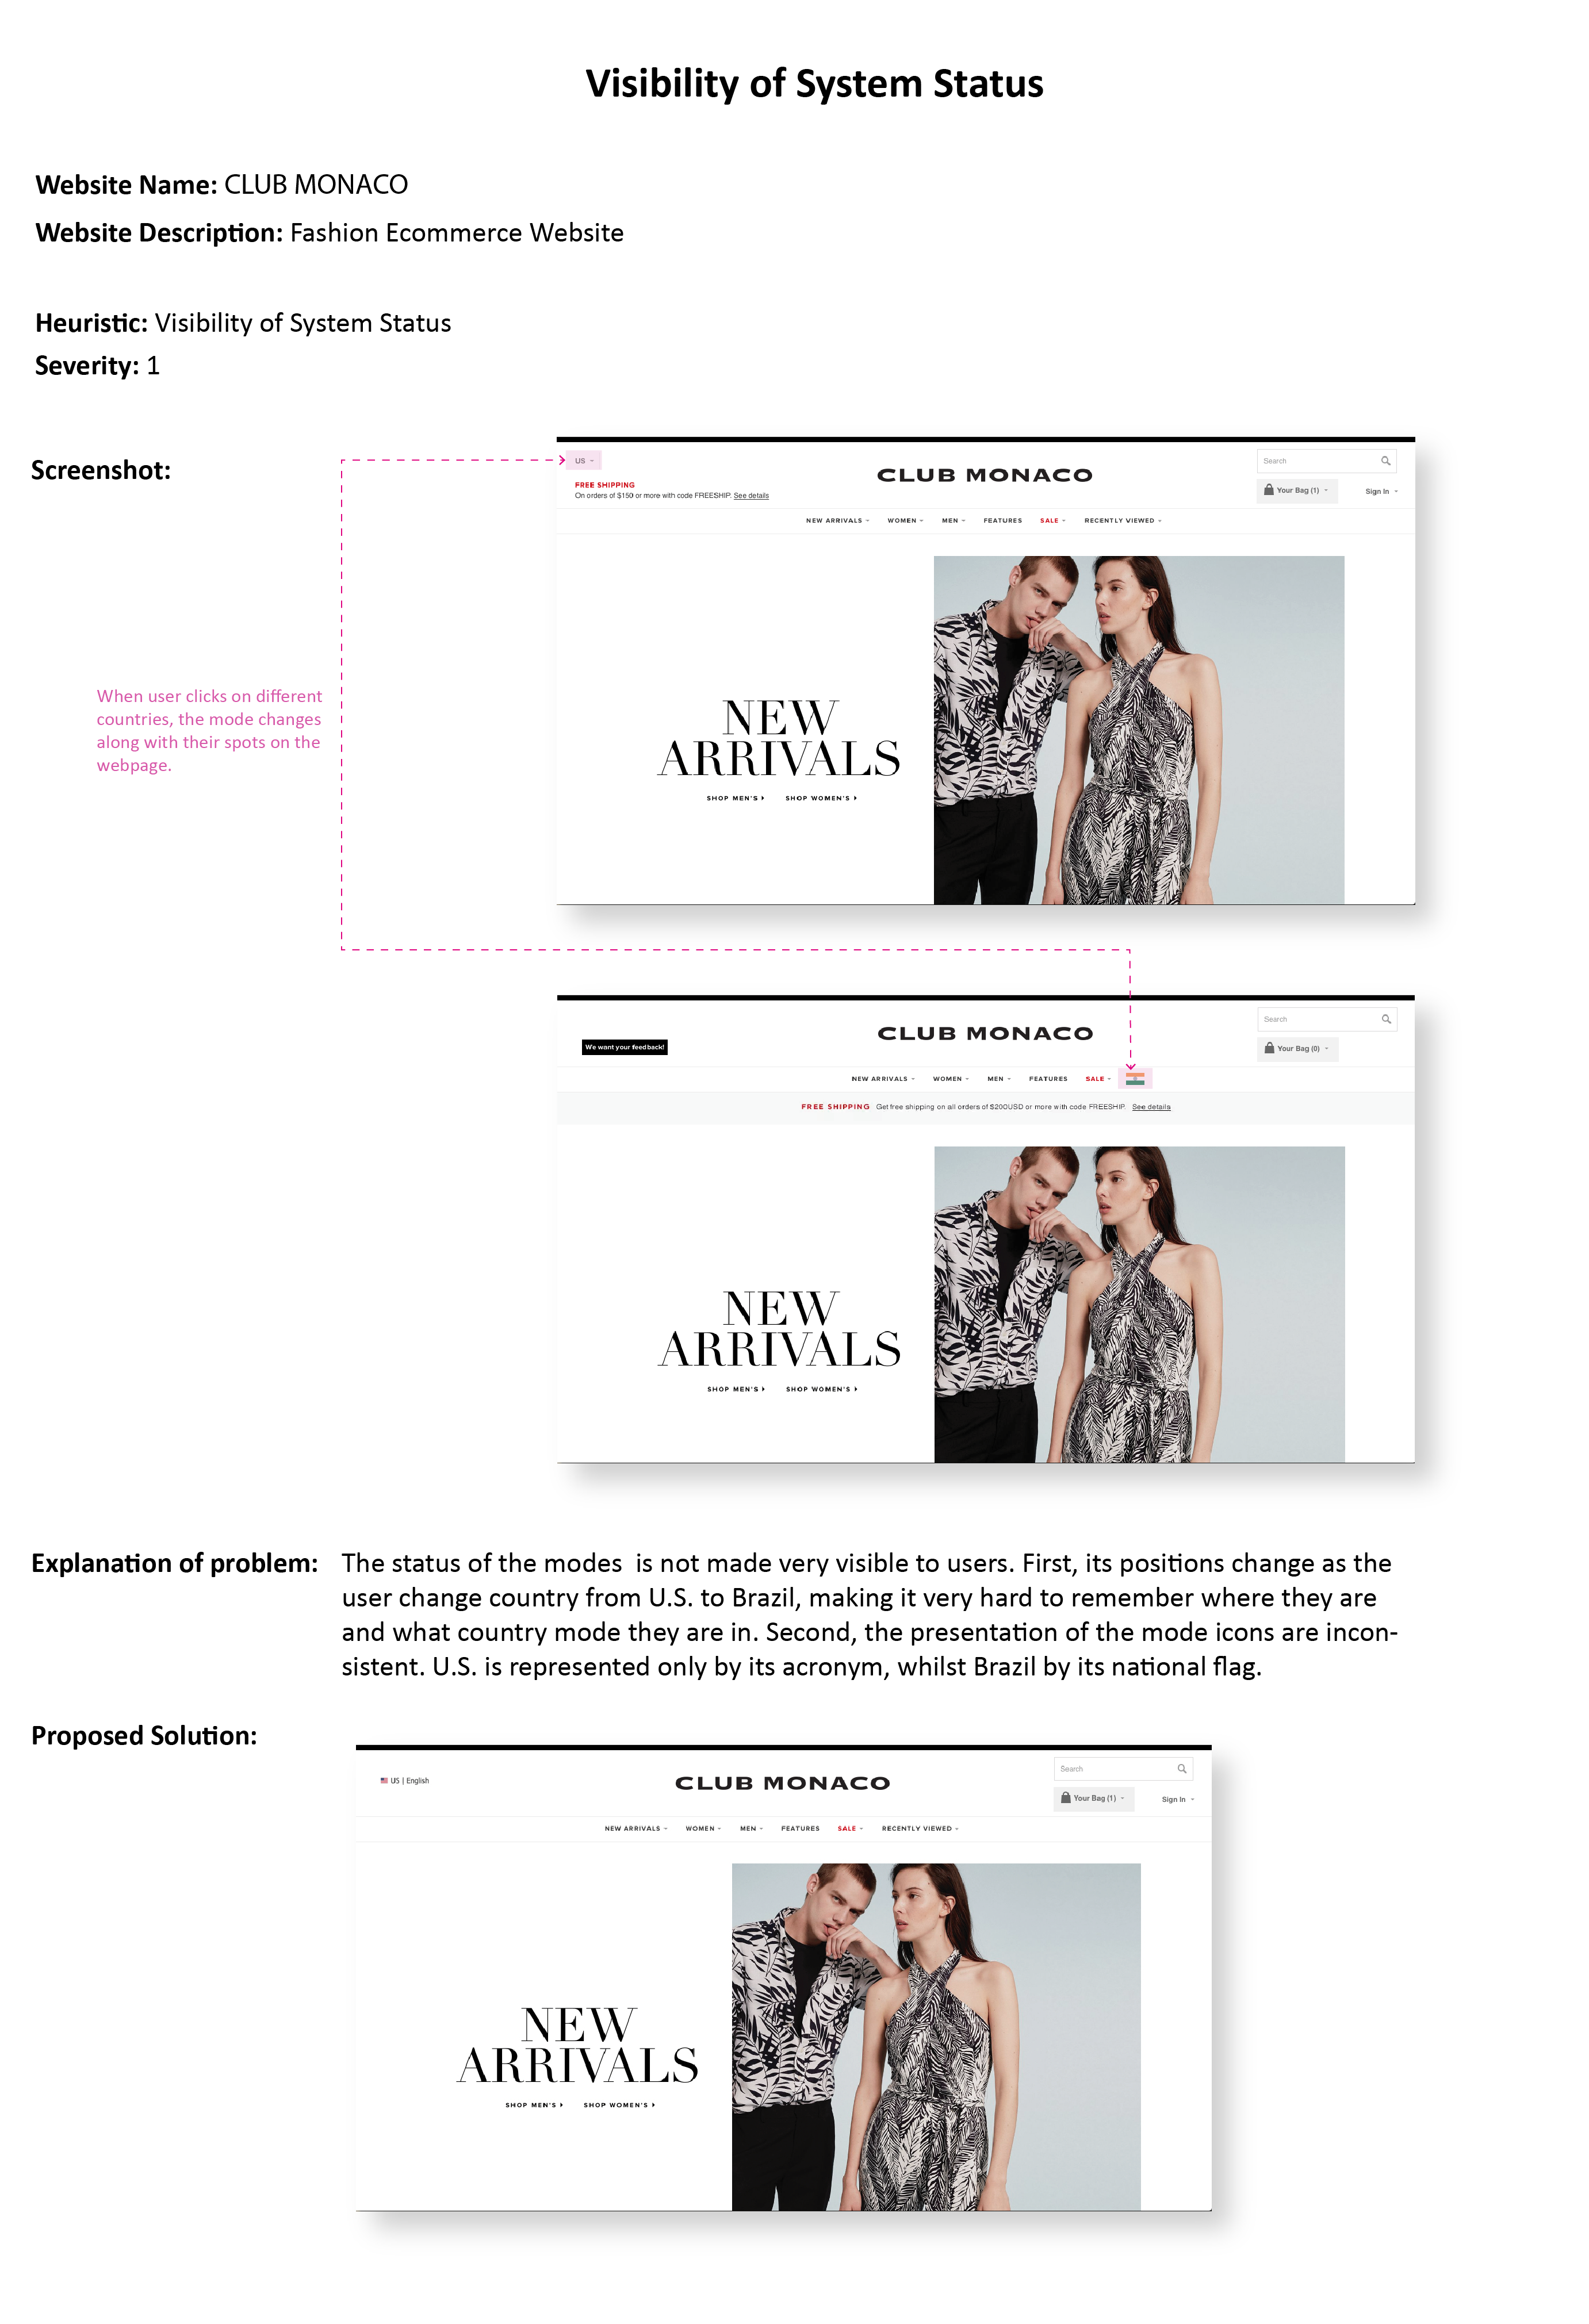 Visibility of System Status
Website Name: CLUB MONACO
Website Description: Fashion Ecommerce Website
Heuristic: Visibility of System Status
Severity: 1
Screenshot:
When user clicks on different
countries, the mode changes
along with their spots on the
webpage.
US
FREE SHIPPING
On orders of $150 or more with code FREESHIP. See details
CLUB MONACO
Search
Your Bag (1)
Sign In
NEW ARRIVALS WOMEN MEN FEATURES SALE RECENTLY VIEWED
NEW
ARRIVALS
SHOP MEN'S SHOP WOMEN'S
We want your feedback!
CLUB MONACO
Search
Your Bag (0)
NEW ARRIVALS WOMEN MEN FEATURES SALE
FREE SHIPPING Get free shipping on all orders of $200USD or more with code FREESHIP. See details
NEW
ARRIVALS
SHOP MEN'S SHOP WOMEN'S
Explanation of problem: The status of the modes is not made very visible to users. First, its positions change as the
user change country from U.S. to Brazil, making it very hard to remember where they are
and what country mode they are in. Second, the presentation of the mode icons are incon-
sistent. U.S. is represented only by its acronym, whilst Brazil by its national flag.
Proposed Solution:
US | English
CLUB MONACO
Search
Your Bag (1)
Sign In
NEW ARRIVALS WOMEN MEN FEATURES SALE RECENTLY VIEWED
NEW
ARRIVALS
SHOP MEN'S SHOP WOMEN'S